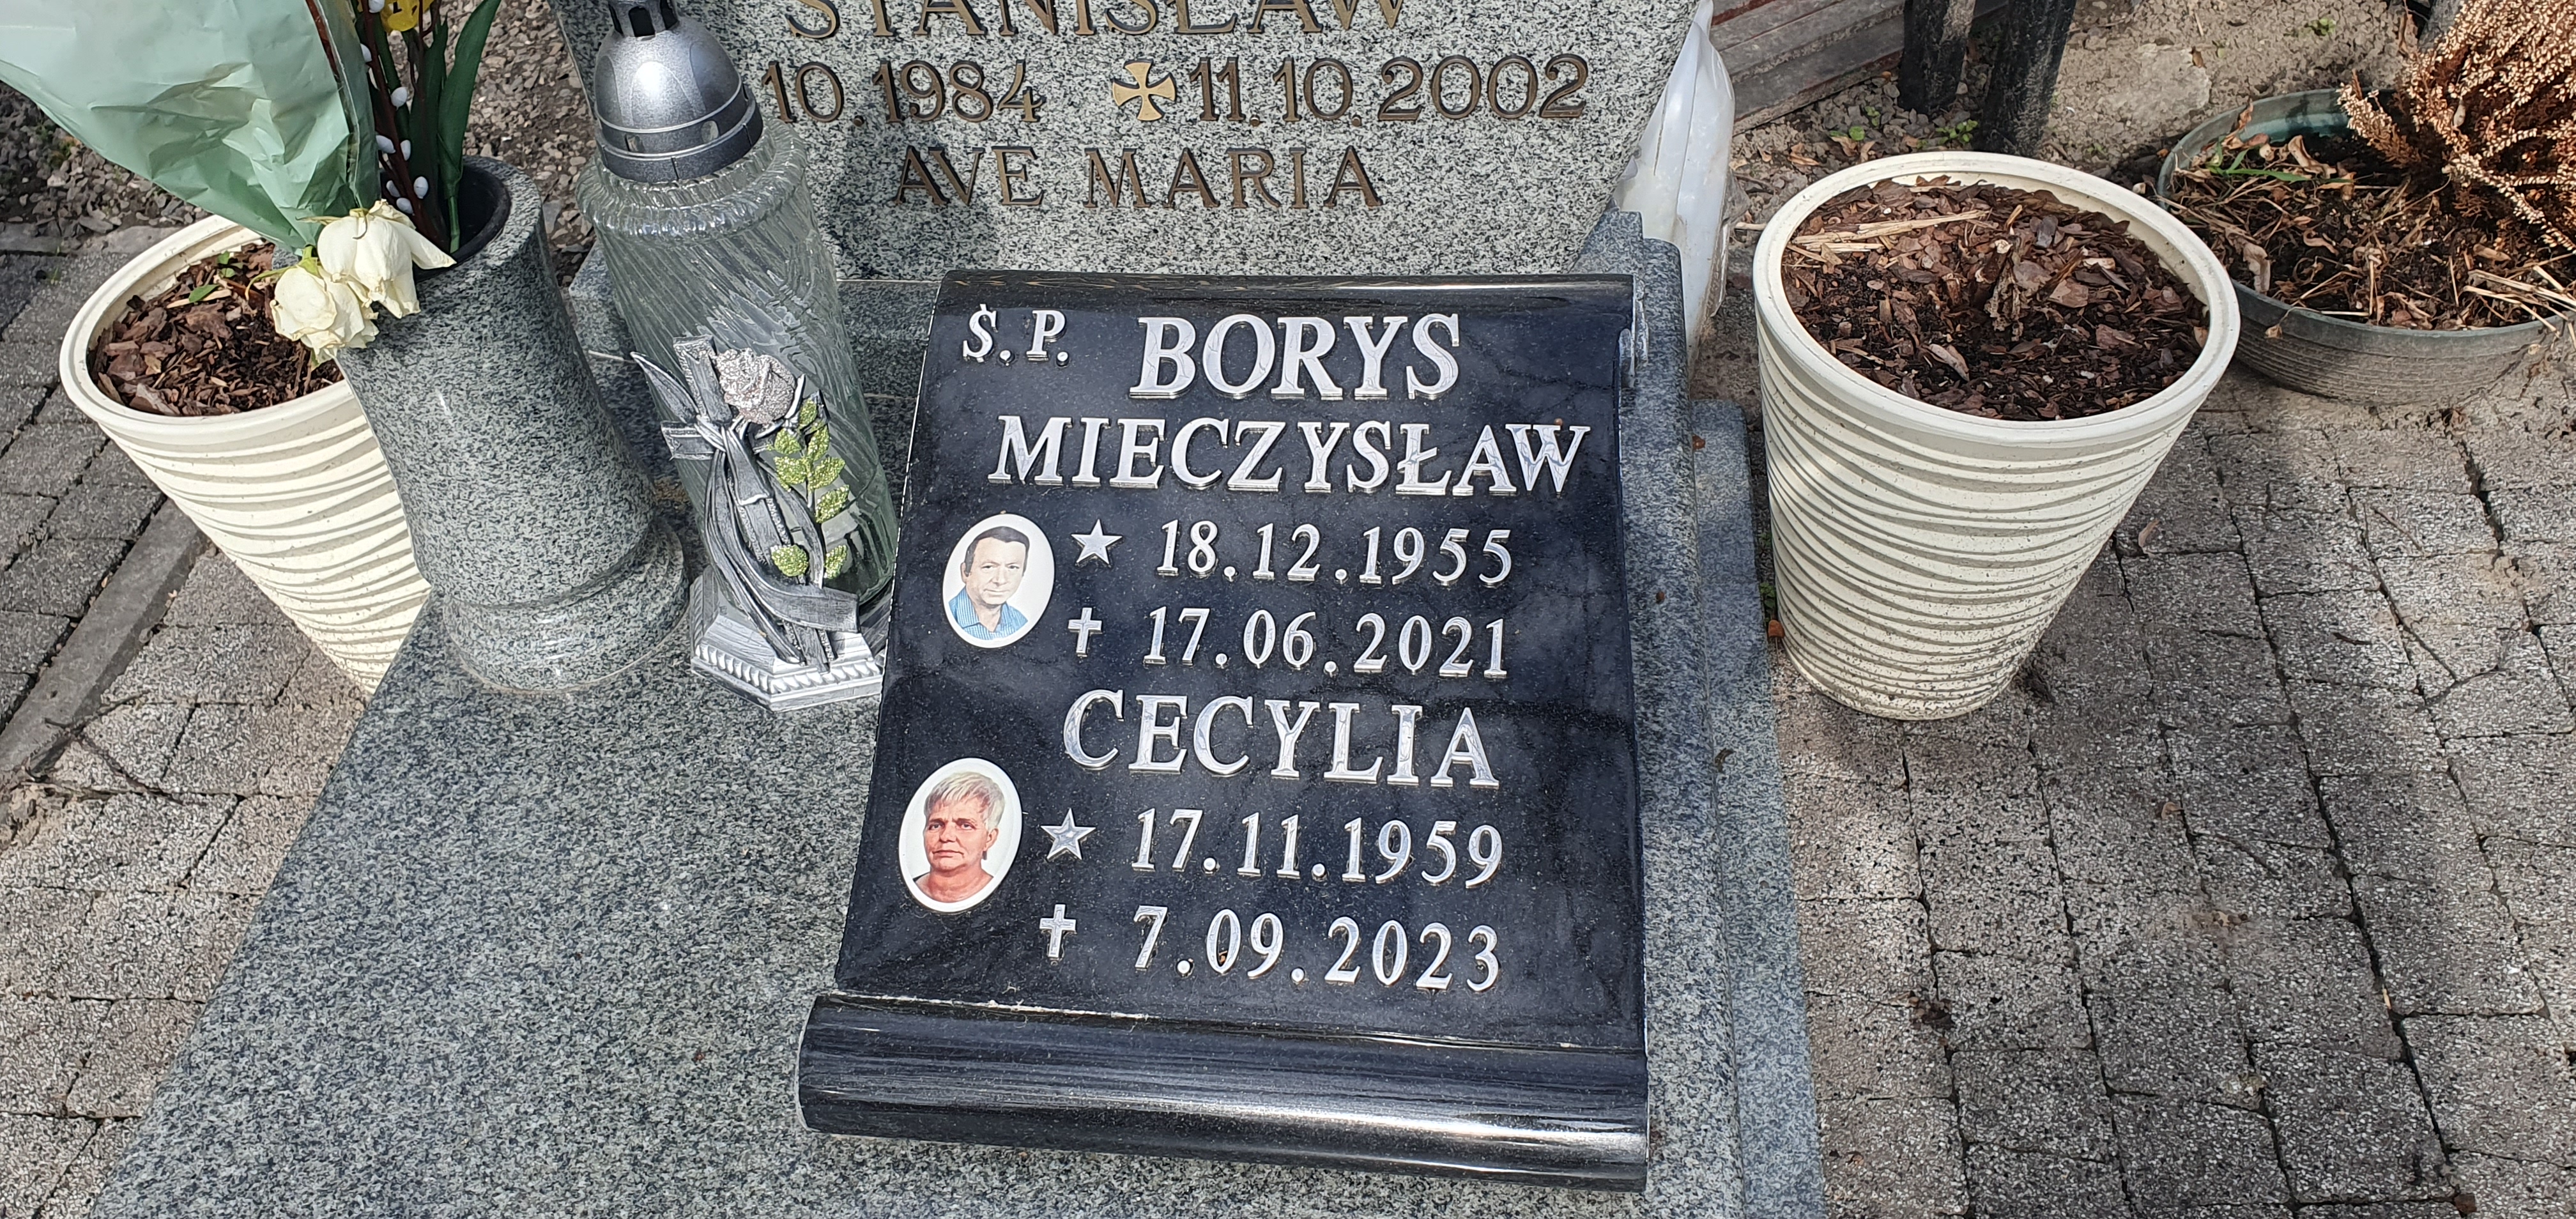 STANISŁAW
10.1984 11.10.2002
AVE MARIA
Ś.P. BORYS
MIECZYSŁAW
18.12.1955
17.06.2021
CECYLIA
17.11.1959
7.09.2023